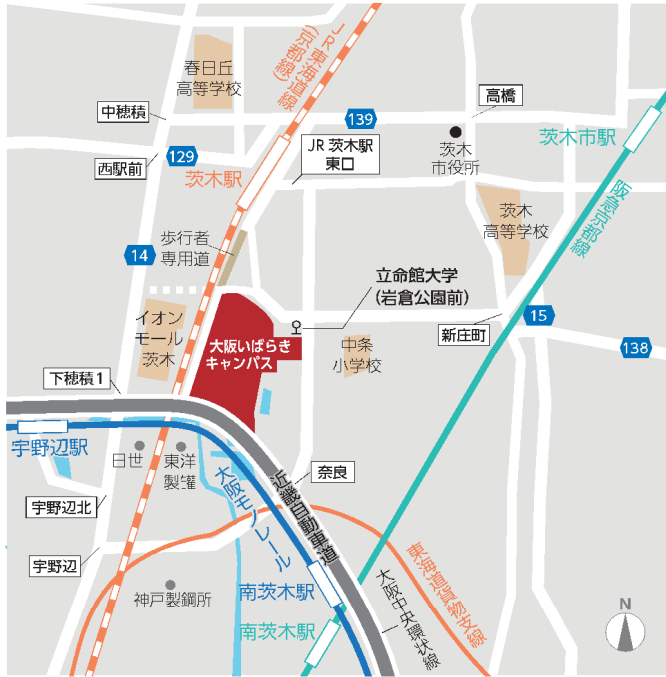 JR東海道線
(京都線)
春日丘
高等学校
中穂積
139
高橋
茨木市駅
JR 茨木駅
東口
茨木
市役所
129
西駅前
茨木駅
阪急京都線
茨木
高等学校
歩行者
専用道
14
立命館大学
(岩倉公園前)
15
イオン
モール
茨木
大阪いばらき
キャンパス
新庄町
中条
小学校
138
下穂積1
宇野辺駅
日世
東洋
製罐
大阪モノレール
近畿自動車道
奈良
宇野辺北
宇野辺
東海道貨物支線
神戸製鋼所
南茨木駅
大阪中央環状線
南茨木駅
N